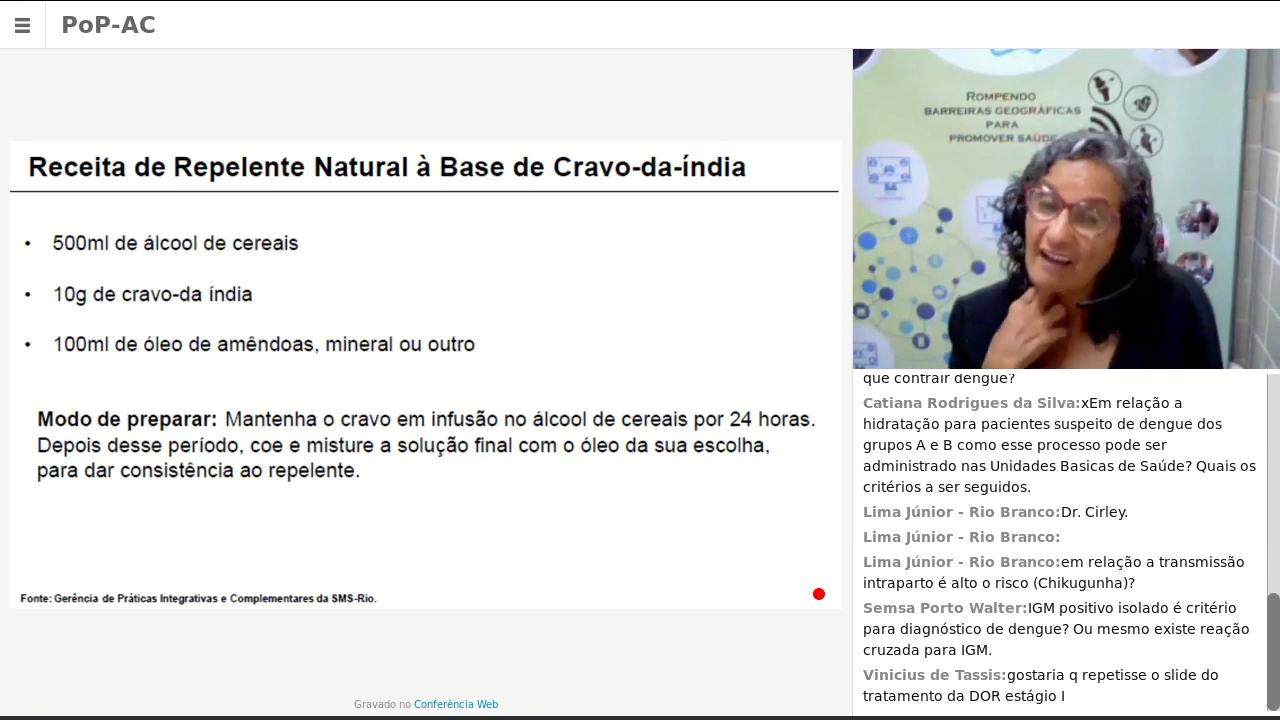 PoP-AC
Receita de Repelente Natural à Base de Cravo-da-índia
• 500ml de álcool de cereais
• 10g de cravo-da índia
• 100ml de óleo de amêndoas, mineral ou outro
Modo de preparar: Mantenha o cravo em infusão no álcool de cereais por 24 horas.
Depois desse período, coe e misture a solução final com o óleo da sua escolha,
para dar consistência ao repelente.
Fonte: Gerência de Práticas Integrativas e Complementares da SMS-Rio.
Gravado no Conferência Web
ROMPENDO
BARREIRAS GEOGRÁFICAS
PARA
PROMOVER SAÚDE
que contrair dengue?
Catiana Rodrigues da Silva:xEm relação a
hidratação para pacientes suspeito de dengue dos
grupos A e B como esse processo pode ser
administrado nas Unidades Basicas de Saúde? Quais os
critérios a ser seguidos.
Lima Júnior - Rio Branco:Dr. Cirley.
Lima Júnior - Rio Branco:
Lima Júnior - Rio Branco:em relação a transmissão
intraparto é alto o risco (Chikugunha)?
Semsa Porto Walter:IGM positivo isolado é critério
para diagnóstico de dengue? Ou mesmo existe reação
cruzada para IGM.
Vinicius de Tassis:gostaria q repetisse o slide do
tratamento da DOR estágio I